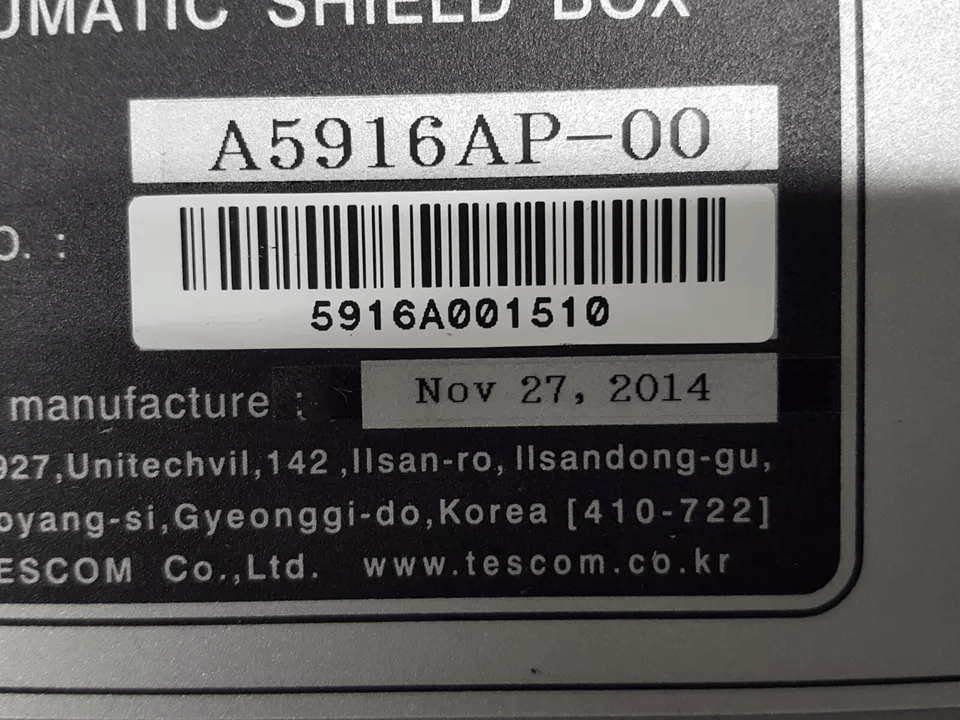 UMATIC SHIELD BOX
A5916AP-00
O. :
5916A001510
manufacture : Nov 27, 2014
927,Unitechvil,142 ,Ilsan-ro, Ilsandong-gu,
oyang-si,Gyeonggi-do,Korea [410-722]
ESCOM Co.,Ltd. www.tescom.co.kr